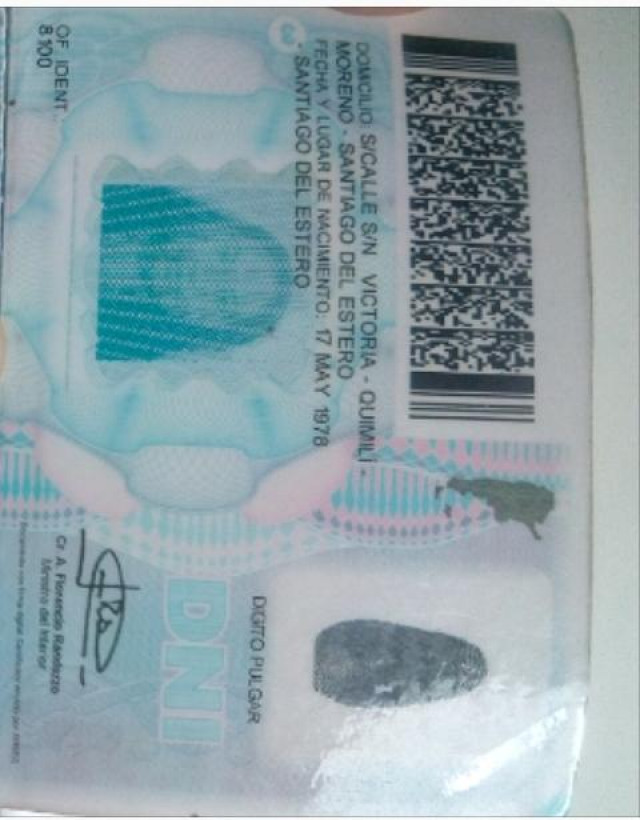 DOMICILIO: S/CALLE S/N VICTORIA - QUIMILI -
MORENO - SANTIAGO DEL ESTERO
FECHA Y LUGAR DE NACIMIENTO: 17 MAY 1978
- SANTIAGO DEL ESTERO
OF. IDENT.
8100
DIGITO PULGAR
DNI
Cr. A. Florencio Randazzo
Ministro del Interior